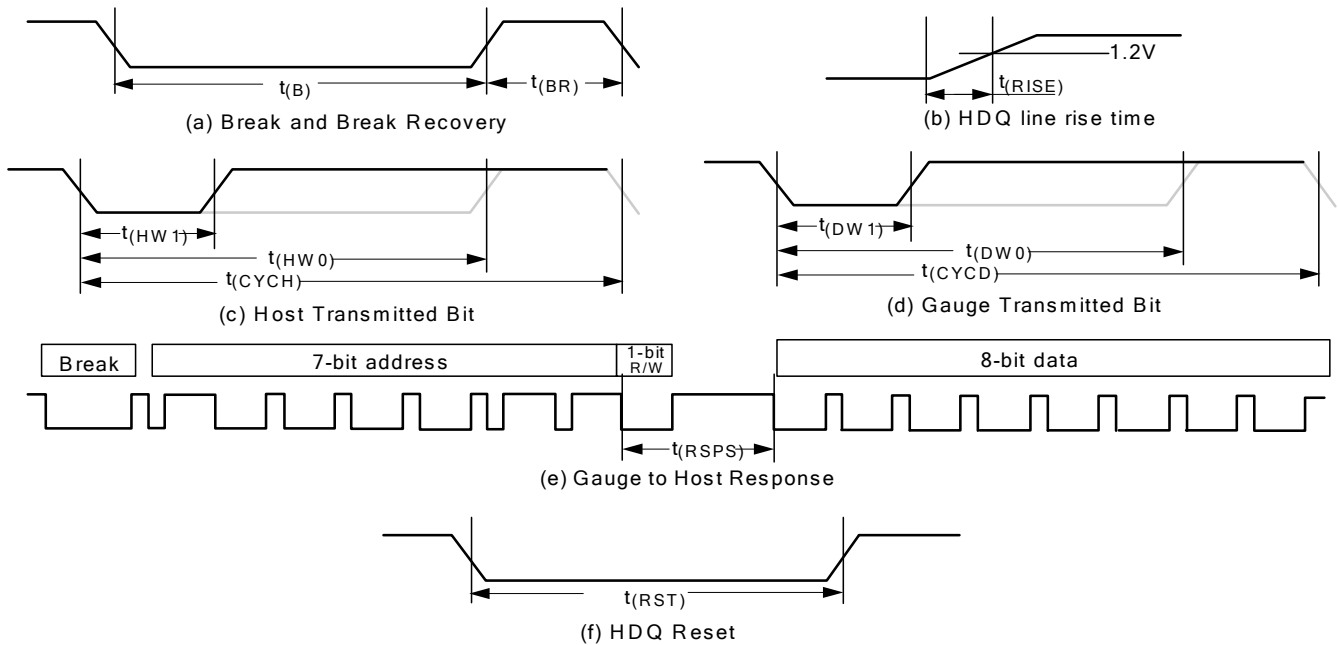 t(B)
t(BR)
(a) Break and Break Recovery
1.2V
t(RISE)
(b) HDQ line rise time
t(HW1)
t(HW0)
t(CYCH)
(c) Host Transmitted Bit
t(DW1)
t(DW0)
t(CYCD)
(d) Gauge Transmitted Bit
Break
7-bit address
1-bit
R/W
8-bit data
t(RSPS)
(e) Gauge to Host Response
t(RST)
(f) HDQ Reset